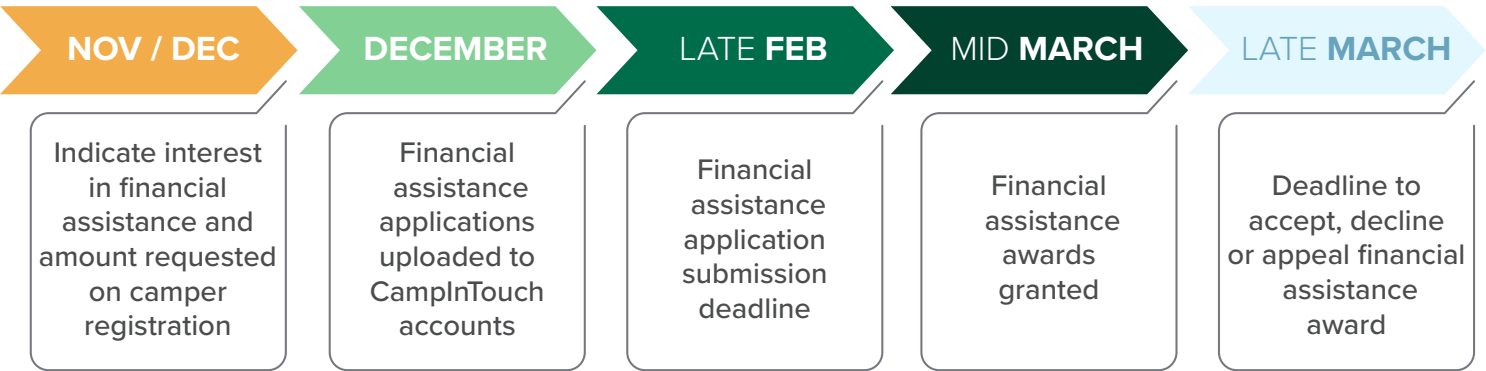 NOV / DEC
Indicate interest
in financial
assistance and
amount requested
on camper
registration
DECEMBER
Financial
assistance
applications
uploaded to
CampInTouch
accounts
LATE FEB
Financial
assistance
application
submission
deadline
MID MARCH
Financial
assistance
awards
granted
LATE MARCH
Deadline to
accept, decline
or appeal financial
assistance
award